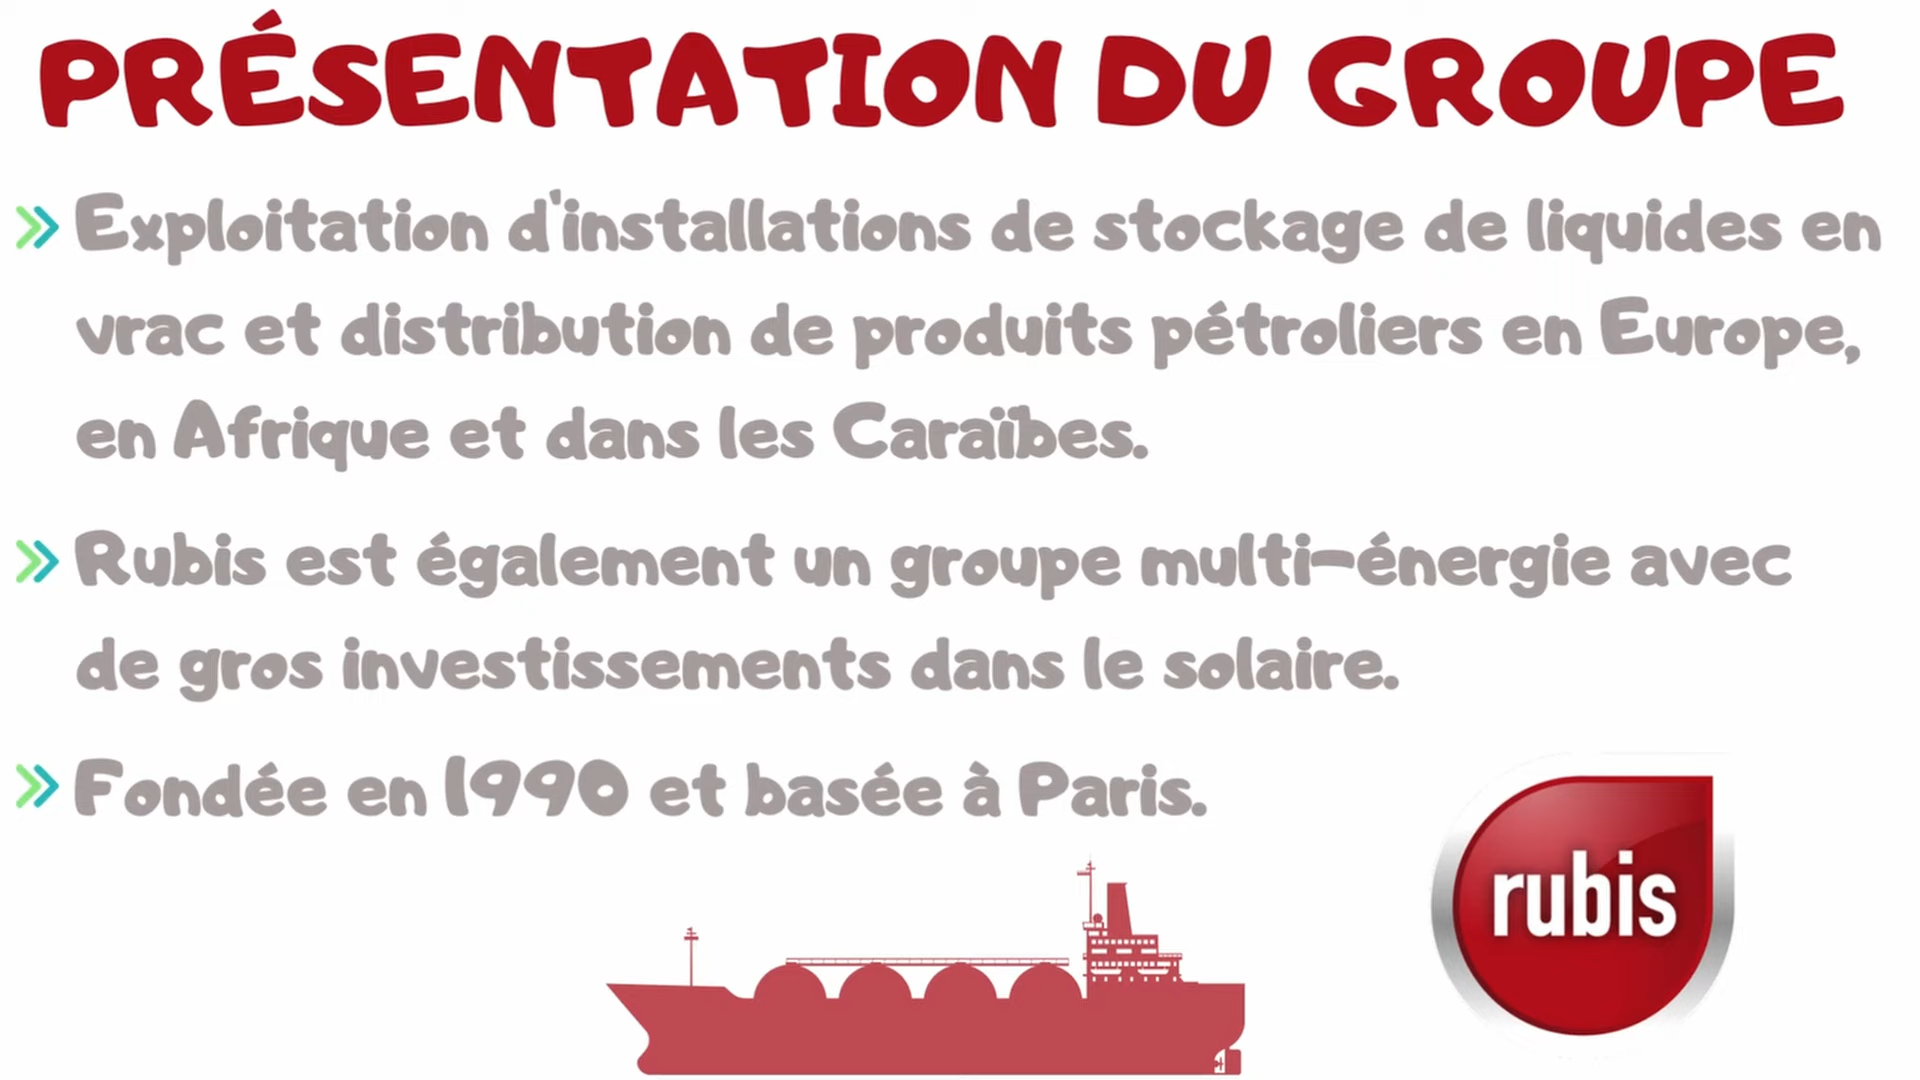 PRÉSENTATION DU GROUPE
Exploitation d'installations de stockage de liquides en
vrac et distribution de produits pétroliers en Europe,
en Afrique et dans les Caraïbes.
Rubis est également un groupe multi-énergie avec
de gros investissements dans le solaire.
Fondée en 1990 et basée à Paris.
rubis